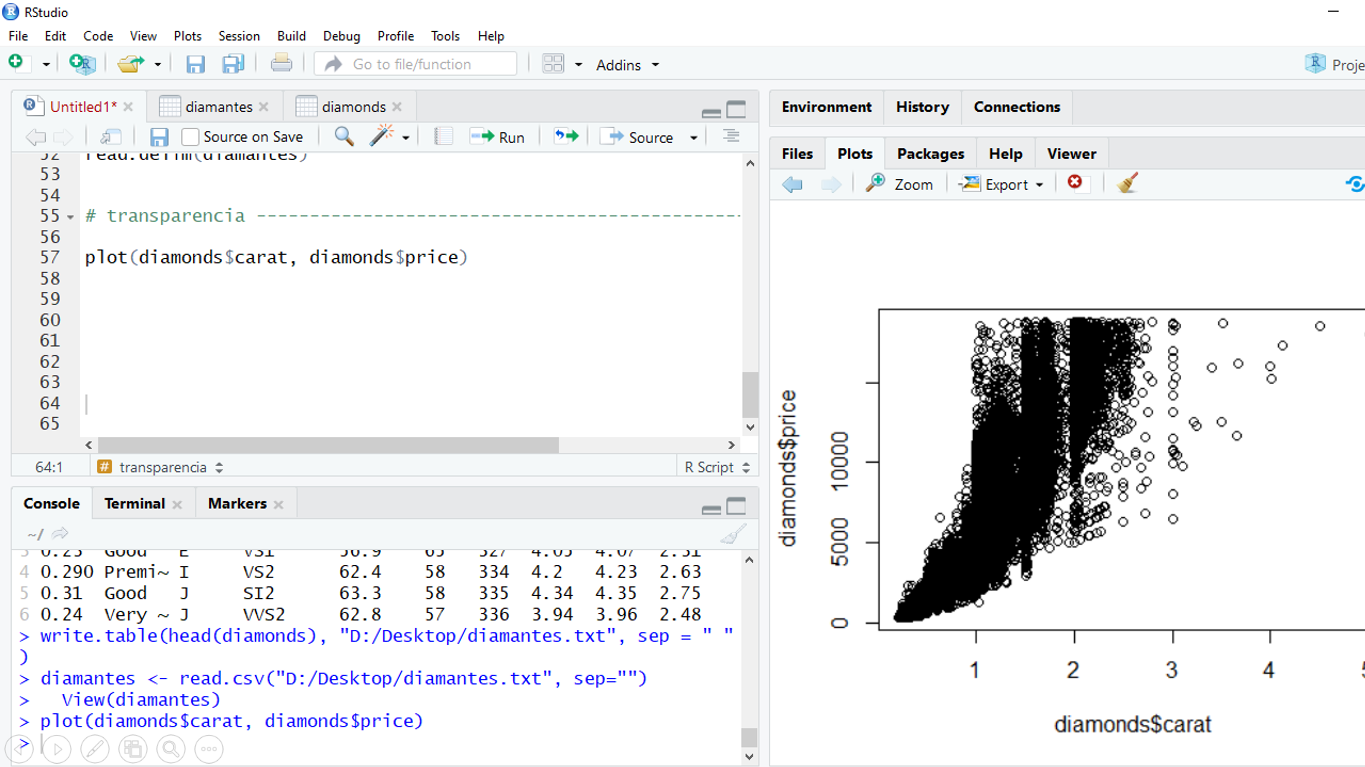 RStudio
File Edit Code View Plots Session Build Debug Profile Tools Help
Go to file/function Addins Proje
Untitled1* diamantes diamonds
Source on Save Run Source
52 read.delim(diamantes)
53
54
55 # transparencia ----------------------------------------------
56
57 plot(diamonds$carat, diamonds$price)
58
59
60
61
62
63
64
65
64:1 # transparencia R Script
Console Terminal Markers
~/
3 0.23 Good E VS1 56.9 65 327 4.05 4.07 2.31
4 0.290 Premi~ I VS2 62.4 58 334 4.2 4.23 2.63
5 0.31 Good J SI2 63.3 58 335 4.34 4.35 2.75
6 0.24 Very ~ J VVS2 62.8 57 336 3.94 3.96 2.48
> write.table(head(diamonds), "D:/Desktop/diamantes.txt", sep = " "
)
> diamantes <- read.csv("D:/Desktop/diamantes.txt", sep="")
> View(diamantes)
> plot(diamonds$carat, diamonds$price)
>
Environment History Connections
Files Plots Packages Help Viewer
Zoom Export
diamonds$price
10000
5000
0
1 2 3 4 5
diamonds$carat